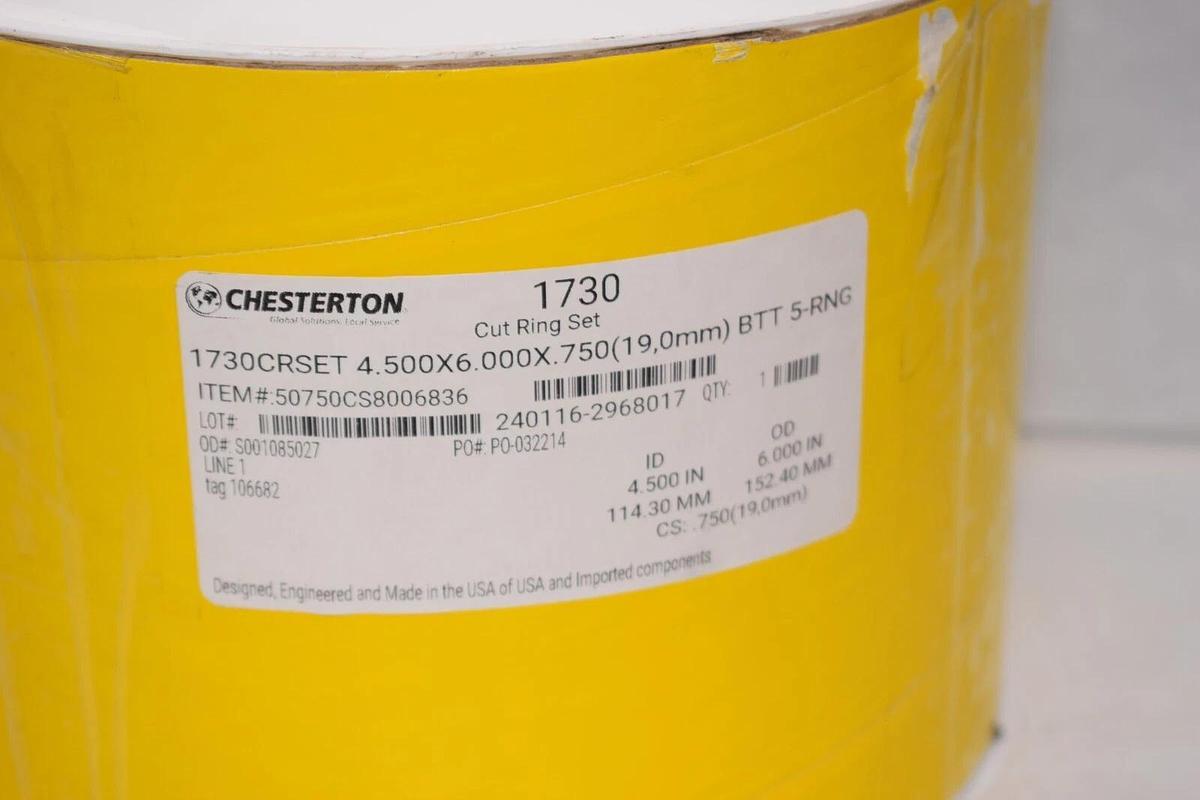 CHESTERTON
Global Solutions, Local Service
1730
Cut Ring Set
1730CRSET 4.500X6.000X.750(19,0mm) BTT 5-RNG
ITEM#:50750CS8006836
LOT#: 240116-2968017 QTY: 1
OD#: S001085027 PO#: PO-032214
LINE 1
tag 106682
ID OD
4.500 IN 6.000 IN
114.30 MM 152.40 MM
CS: .750(19,0mm)
Designed, Engineered and Made in the USA of USA and Imported components